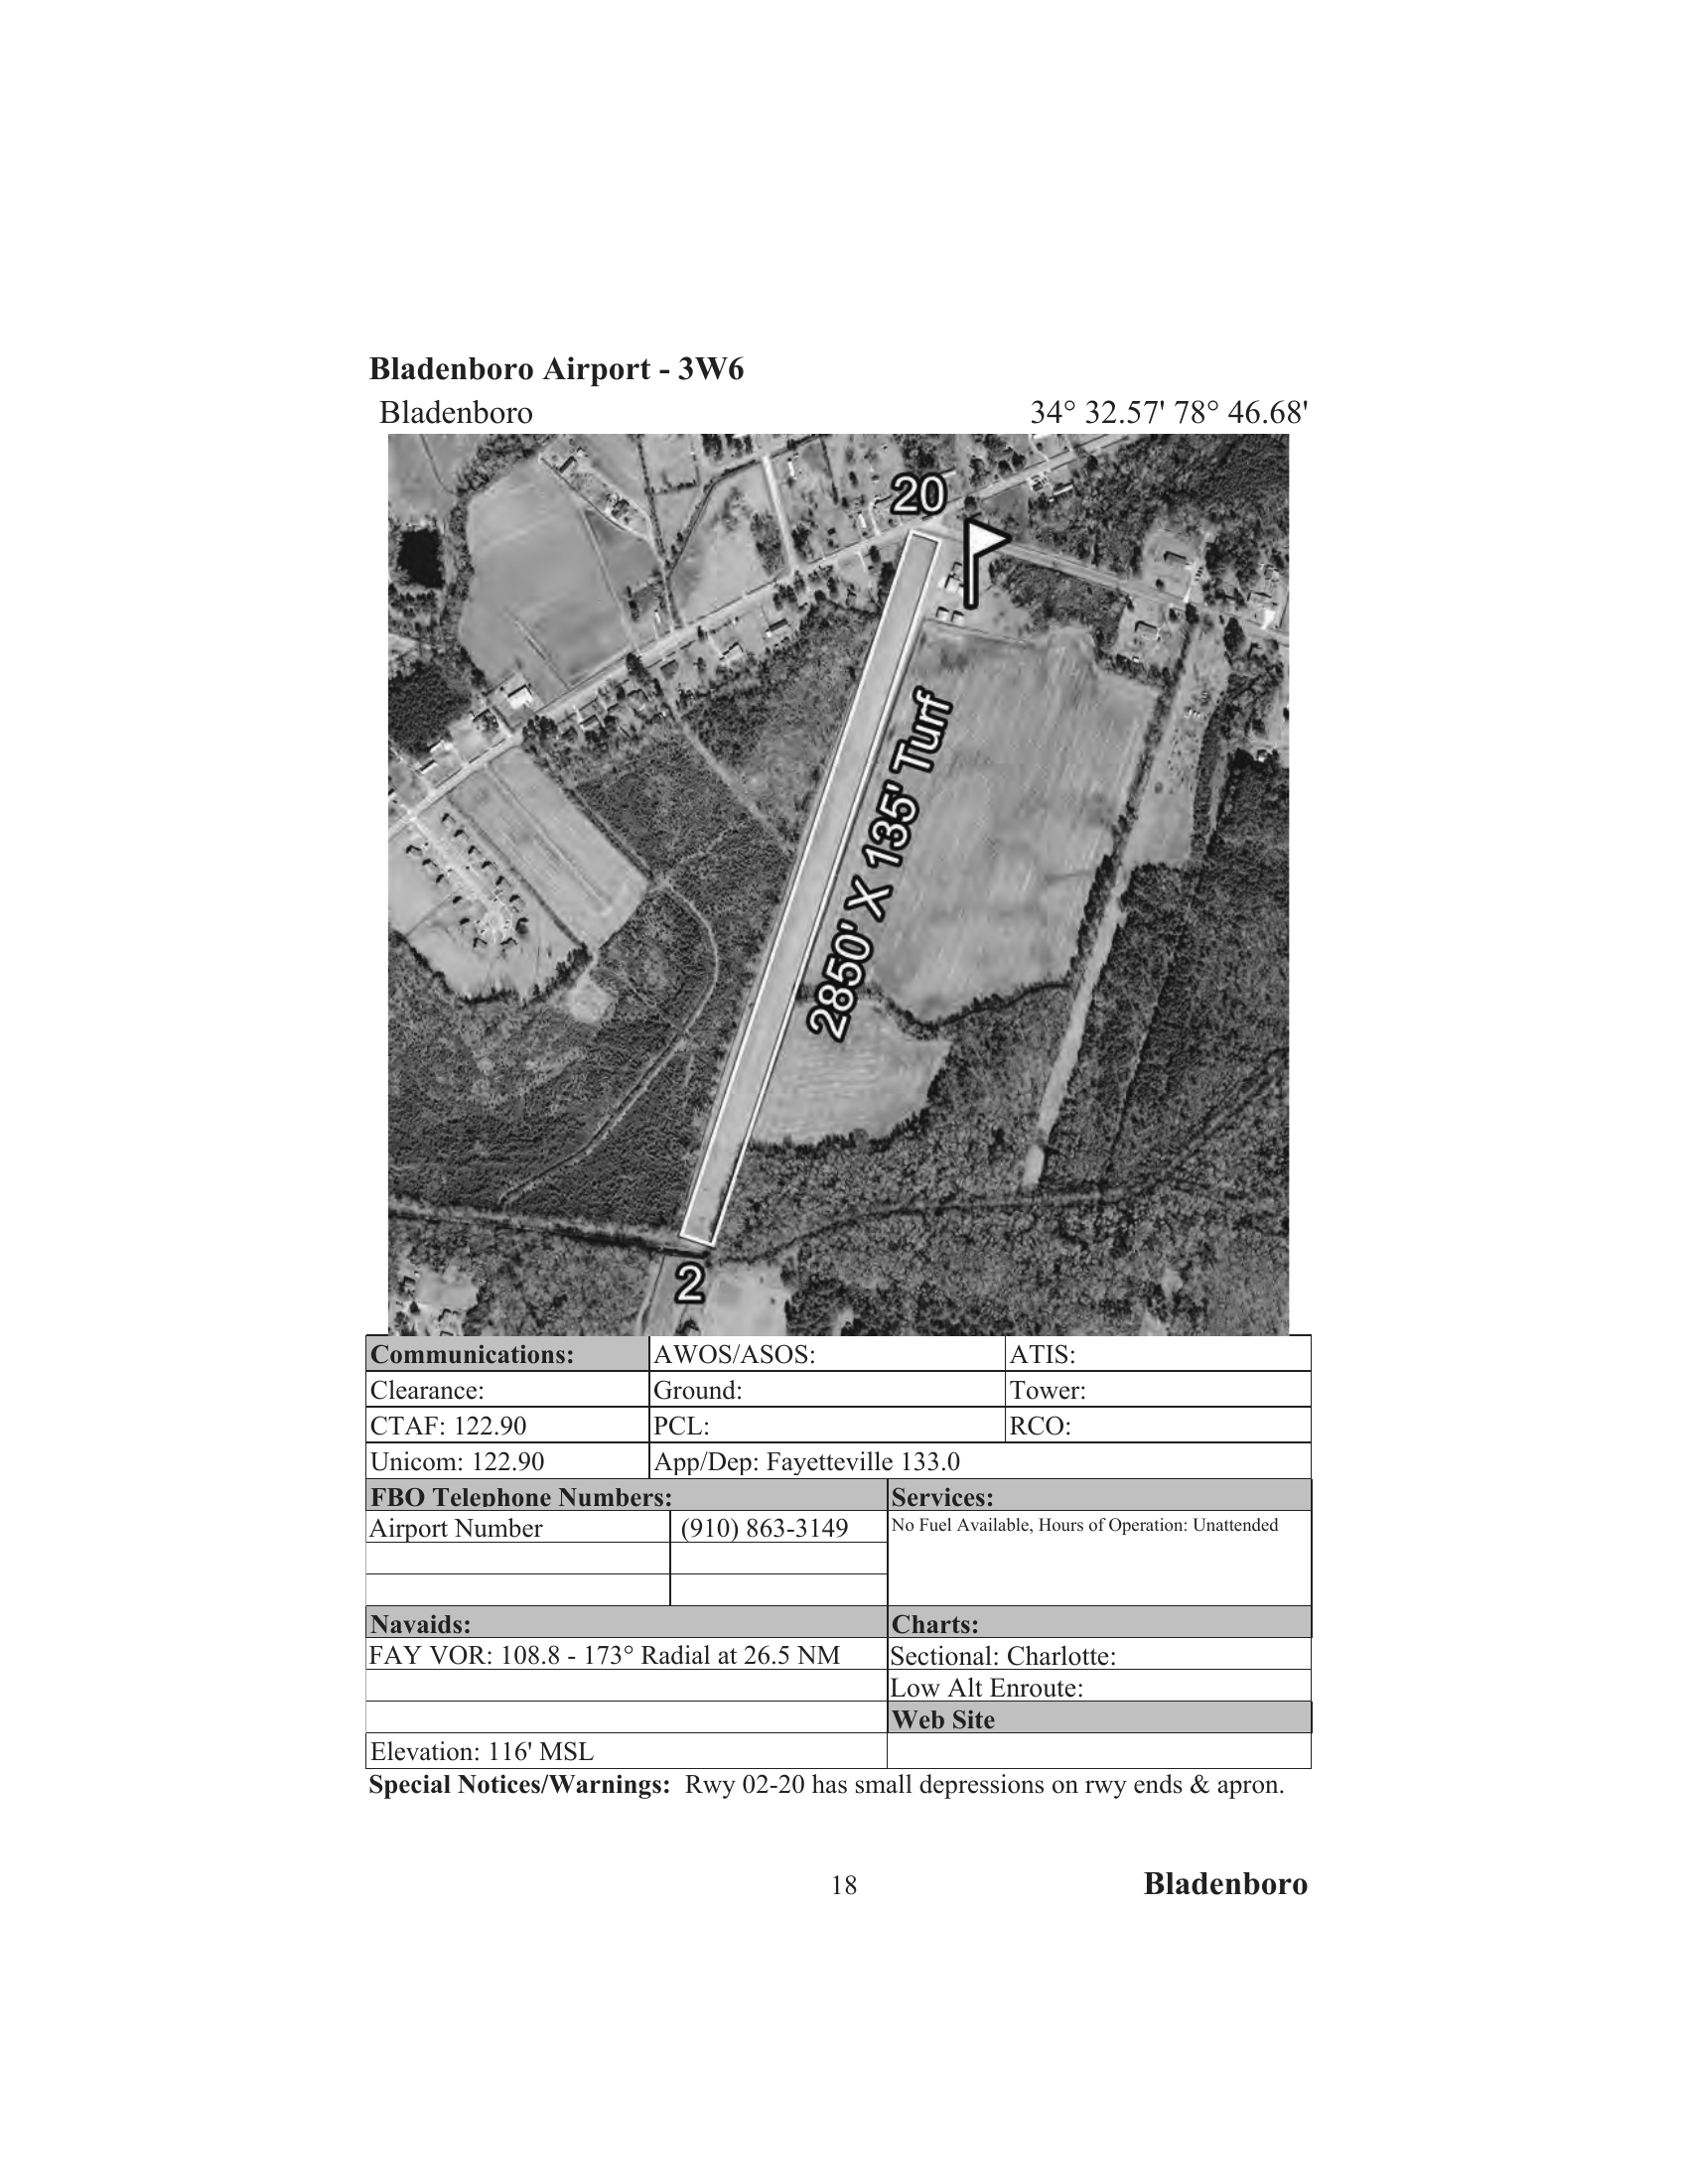 Bladenboro Airport - 3W6
Bladenboro 34° 32.57' 78° 46.68'
20
2850' X 135' Turf
2
Communications: AWOS/ASOS: ATIS:
Clearance: Ground: Tower:
CTAF: 122.90 PCL: RCO:
Unicom: 122.90 App/Dep: Fayetteville 133.0
FBO Telephone Numbers: Services:
Airport Number (910) 863-3149 No Fuel Available, Hours of Operation: Unattended
Navaids: Charts:
FAY VOR: 108.8 - 173° Radial at 26.5 NM Sectional: Charlotte:
Low Alt Enroute:
Web Site
Elevation: 116' MSL
Special Notices/Warnings: Rwy 02-20 has small depressions on rwy ends & apron.
18 Bladenboro